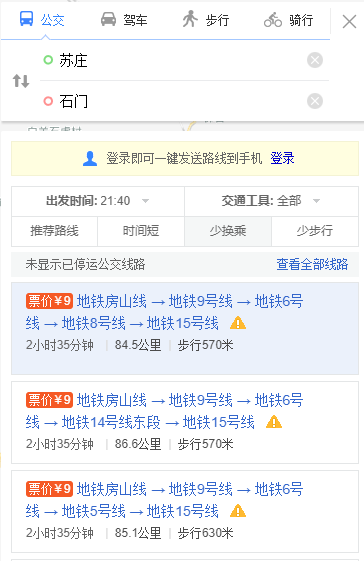 公交 驾车 步行 骑行
苏庄
石门
登录即可一键发送路线到手机 登录
出发时间: 21:40 交通工具: 全部
推荐路线 时间短 少换乘 少步行
未显示已停运公交线路 查看全部线路
票价¥9 地铁房山线 → 地铁9号线 → 地铁6号
线 → 地铁8号线 → 地铁15号线
2小时35分钟 | 84.5公里 | 步行570米
票价¥9 地铁房山线 → 地铁9号线 → 地铁6号
线 → 地铁14号线东段 → 地铁15号线
2小时35分钟 | 86.6公里 | 步行570米
票价¥9 地铁房山线 → 地铁9号线 → 地铁6号
线 → 地铁5号线 → 地铁15号线
2小时35分钟 | 85.1公里 | 步行630米